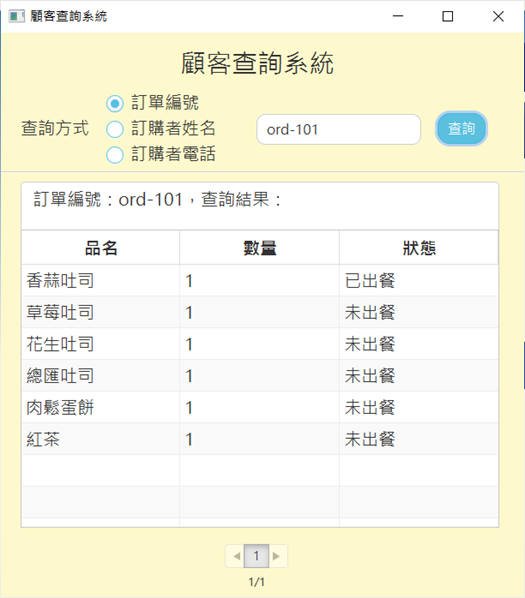 顧客查詢系統
顧客查詢系統
訂單編號
查詢方式 訂購者姓名 ord-101 查詢
訂購者電話
訂單編號：ord-101，查詢結果：
品名 數量 狀態
香蒜吐司 1 已出餐
草莓吐司 1 未出餐
花生吐司 1 未出餐
總匯吐司 1 未出餐
肉鬆蛋餅 1 未出餐
紅茶 1 未出餐
1
1/1